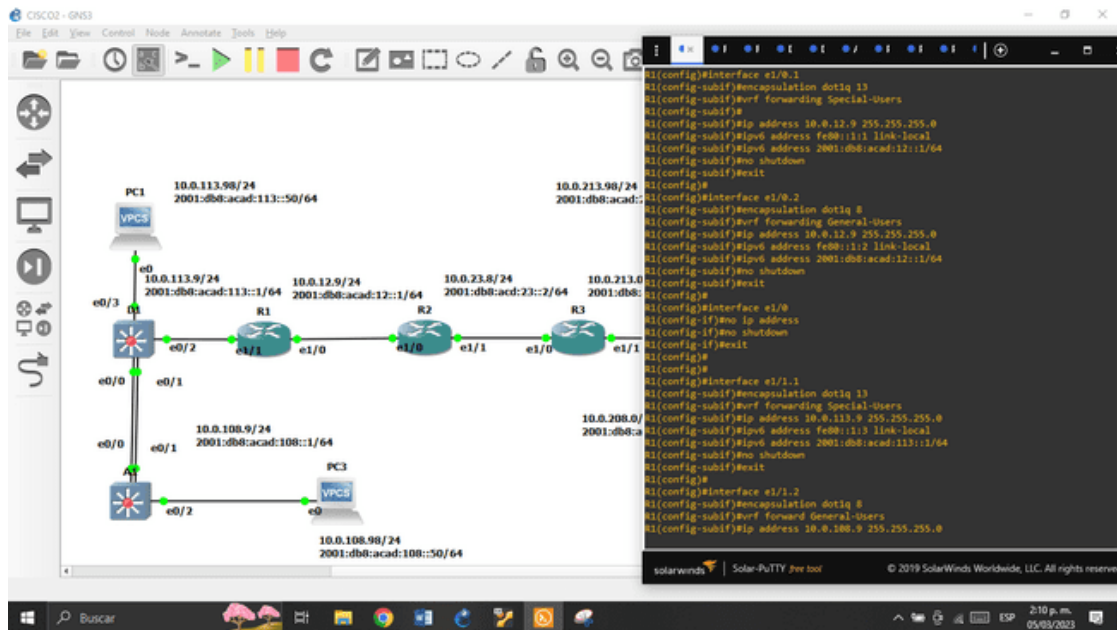 CISCO2 - GNS3
File Edit View Control Node Annotate Tools Help
PC1
10.0.113.98/24
2001:db8:acad:113::50/64
VPCS
e0
10.0.113.9/24
2001:db8:acad:113::1/64
e0/3
10.0.12.9/24
2001:db8:acad:12::1/64
10.0.23.8/24
2001:db8:acad:23::2/64
10.0.213.98/24
2001:db8:acad:2
10.0.213.0
2001:db8:
D1
R1
R2
R3
e0/2
e1/1
e1/0
e1/0
e1/1
e1/0
e1/1
e0/0
e0/1
10.0.108.9/24
2001:db8:acad:108::1/64
10.0.208.0/
2001:db8:a
e0/0
e0/1
A1
PC3
VPCS
e0/2
e0
10.0.108.98/24
2001:db8:acad:108::50/64
R1(config)#interface e1/0.1
R1(config-subif)#encapsulation dot1q 13
R1(config-subif)#vrf forwarding Special-Users
R1(config-subif)#
R1(config-subif)#ip address 10.0.12.9 255.255.255.0
R1(config-subif)#ipv6 address fe80::1:1 link-local
R1(config-subif)#ipv6 address 2001:db8:acad:12::1/64
R1(config-subif)#no shutdown
R1(config-subif)#exit
R1(config)#
R1(config)#interface e1/0.2
R1(config-subif)#encapsulation dot1q 8
R1(config-subif)#vrf forwarding General-Users
R1(config-subif)#ip address 10.0.12.9 255.255.255.0
R1(config-subif)#ipv6 address fe80::1:2 link-local
R1(config-subif)#ipv6 address 2001:db8:acad:12::1/64
R1(config-subif)#no shutdown
R1(config-subif)#exit
R1(config)#
R1(config)#interface e1/0
R1(config-if)#no ip address
R1(config-if)#no shutdown
R1(config-if)#exit
R1(config)#
R1(config)#
R1(config)#interface e1/1.1
R1(config-subif)#encapsulation dot1q 13
R1(config-subif)#vrf forwarding Special-Users
R1(config-subif)#ip address 10.0.113.9 255.255.255.0
R1(config-subif)#ipv6 address fe80::1:3 link-local
R1(config-subif)#ipv6 address 2001:db8:acad:113::1/64
R1(config-subif)#no shutdown
R1(config-subif)#exit
R1(config)#
R1(config)#interface e1/1.2
R1(config-subif)#encapsulation dot1q 8
R1(config-subif)#vrf forward General-Users
R1(config-subif)#ip address 10.0.108.9 255.255.255.0
solarwinds Solar-PuTTY free tool © 2019 SolarWinds Worldwide, LLC. All rights reserve
Buscar
ESP
2:10 p. m.
05/03/2023